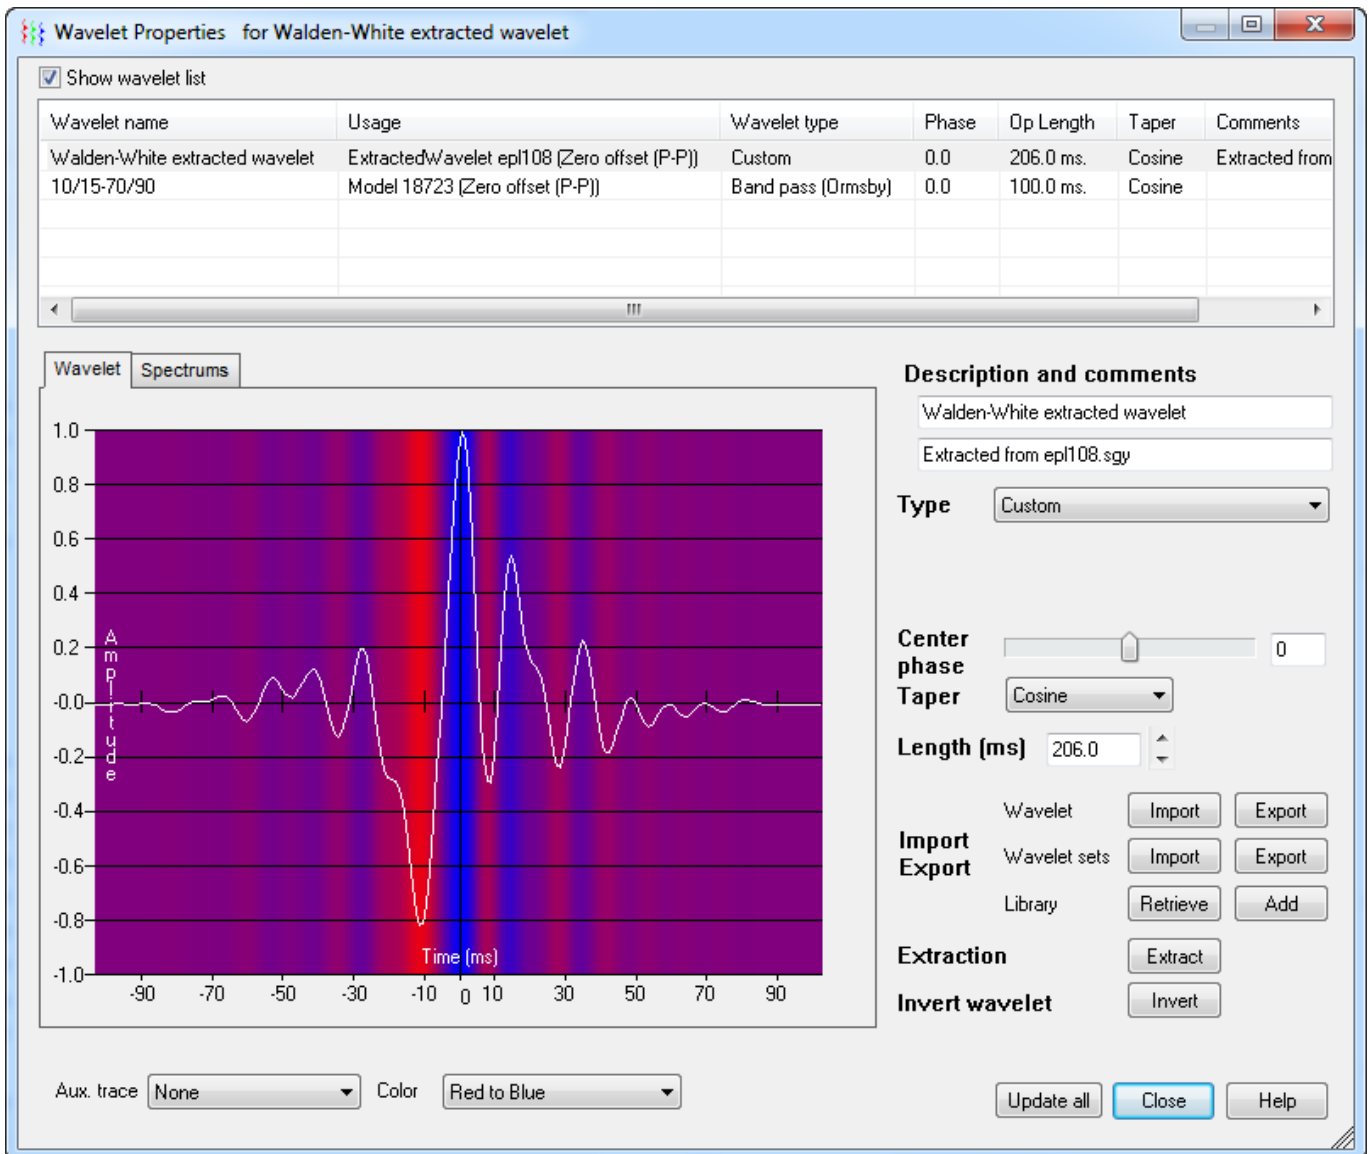 Wavelet Properties   for Walden-White extracted wavelet
Show wavelet list
Wavelet name Usage Wavelet type Phase Op Length Taper Comments
Walden-White extracted wavelet ExtractedWavelet epl108 (Zero offset (P-P)) Custom 0.0 206.0 ms. Cosine Extracted from
10/15-70/90 Model 18723 (Zero offset (P-P)) Band pass (Ormsby) 0.0 100.0 ms. Cosine
Wavelet Spectrums
1.0
0.8
0.6
0.4
0.2
-0.0
-0.2
-0.4
-0.6
-0.8
-1.0
Amplitude
Time (ms)
-90 -70 -50 -30 -10 0 10 30 50 70 90
Description and comments
Walden-White extracted wavelet
Extracted from epl108.sgy
Type Custom
Center
phase 0
Taper Cosine
Length (ms) 206.0
Import
Export
Wavelet Import Export
Wavelet sets Import Export
Library Retrieve Add
Extraction Extract
Invert wavelet Invert
Aux. trace None Color Red to Blue
Update all Close Help